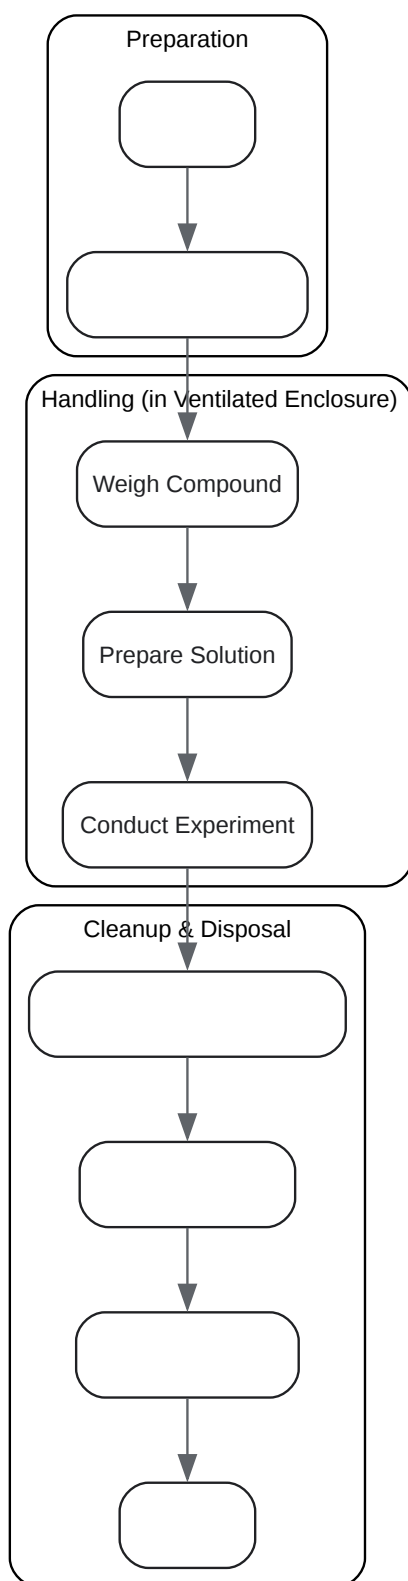 Preparation
Handling (in Ventilated Enclosure)
Weigh Compound
Prepare Solution
Conduct Experiment
Cleanup & Disposal